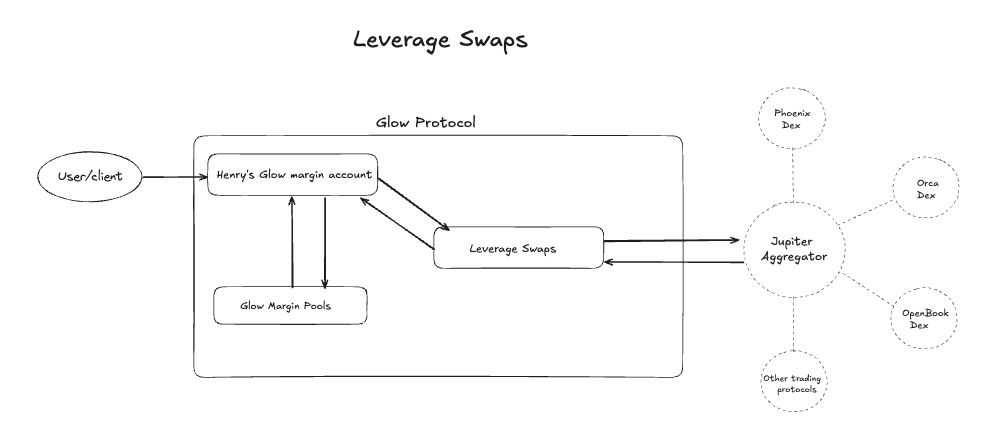 Leverage Swaps
Glow Protocol
User/client
Henry's Glow margin account
Leverage Swaps
Glow Margin Pools
Phoenix
Dex
Orca
Dex
Jupiter
Aggregator
OpenBook
Dex
Other trading
protocols